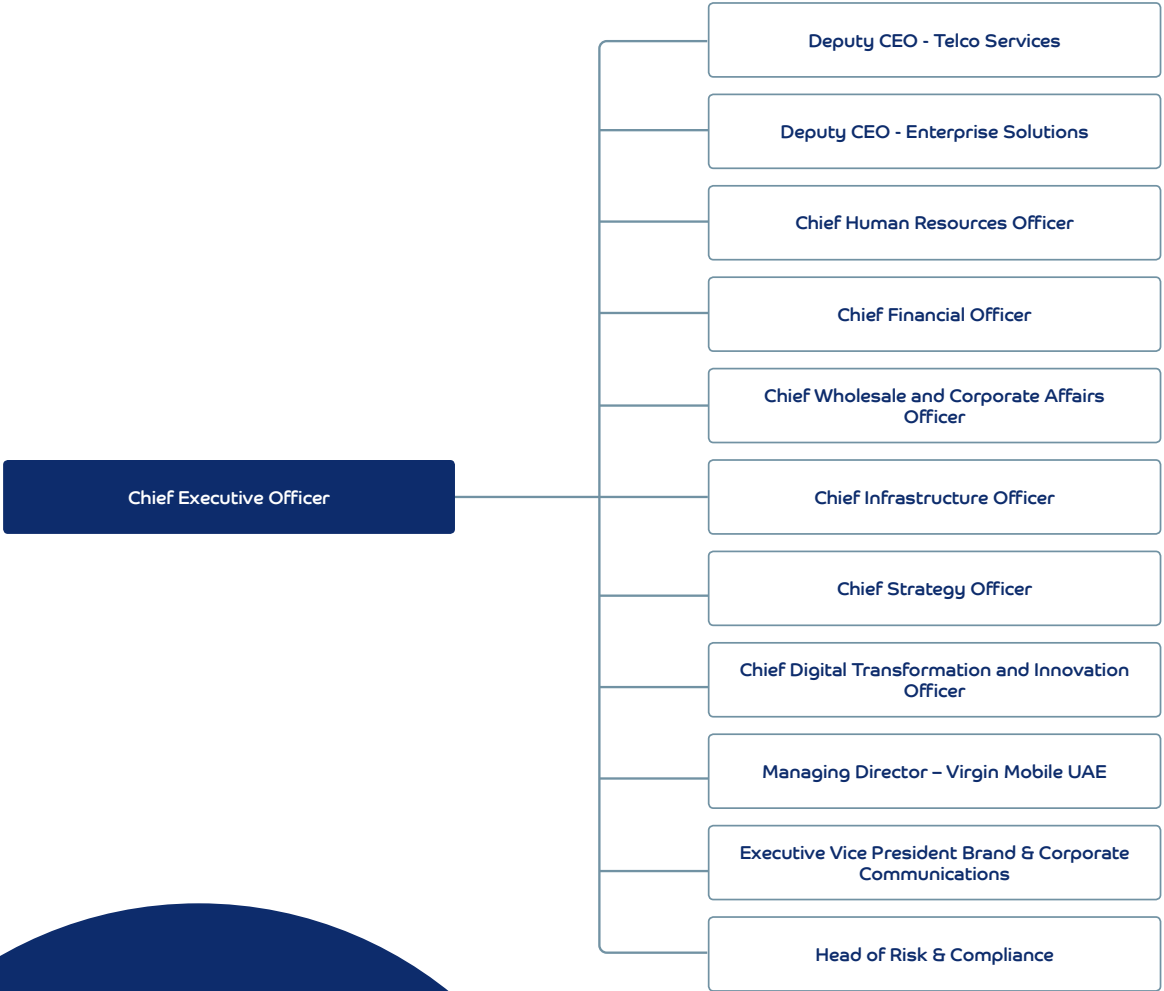 Deputy CEO - Telco Services
Deputy CEO - Enterprise Solutions
Chief Human Resources Officer
Chief Financial Officer
Chief Wholesale and Corporate Affairs
Officer
Chief Executive Officer
Chief Infrastructure Officer
Chief Strategy Officer
Chief Digital Transformation and Innovation
Officer
Managing Director – Virgin Mobile UAE
Executive Vice President Brand & Corporate
Communications
Head of Risk & Compliance